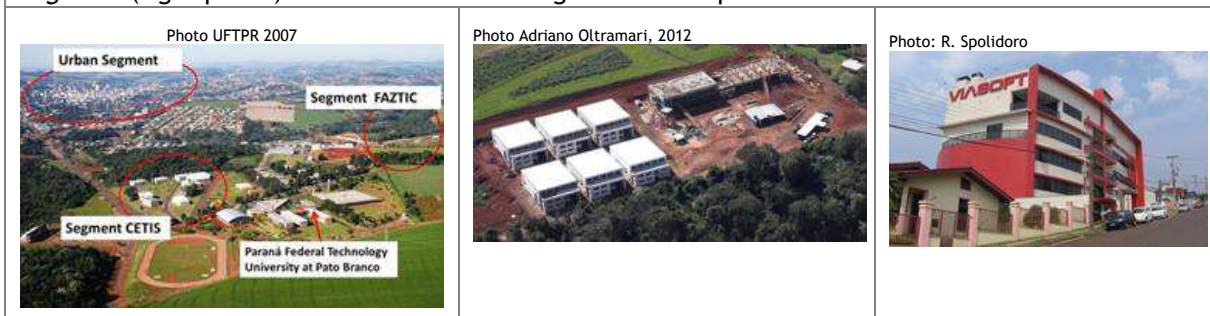 Photo UFTPR 2007
Urban Segment
Segment FAZTIC
Segment CETIS
Paraná Federal Technology
University at Pato Branco
Photo Adriano Oltramari, 2012
Photo: R. Spolidoro
VIASOFT